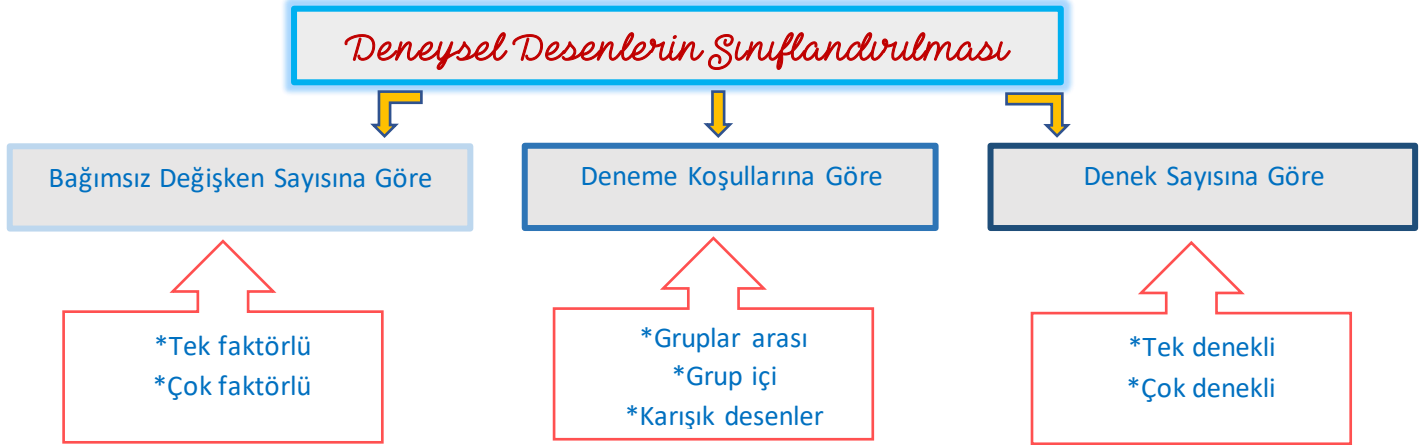 Deneysel Desenlerin Sınıflandırılması
Bağımsız Değişken Sayısına Göre
Deneme Koşullarına Göre
Denek Sayısına Göre
*Tek faktörlü
*Çok faktörlü
*Gruplar arası
*Grup içi
*Karışık desenler
*Tek denekli
*Çok denekli